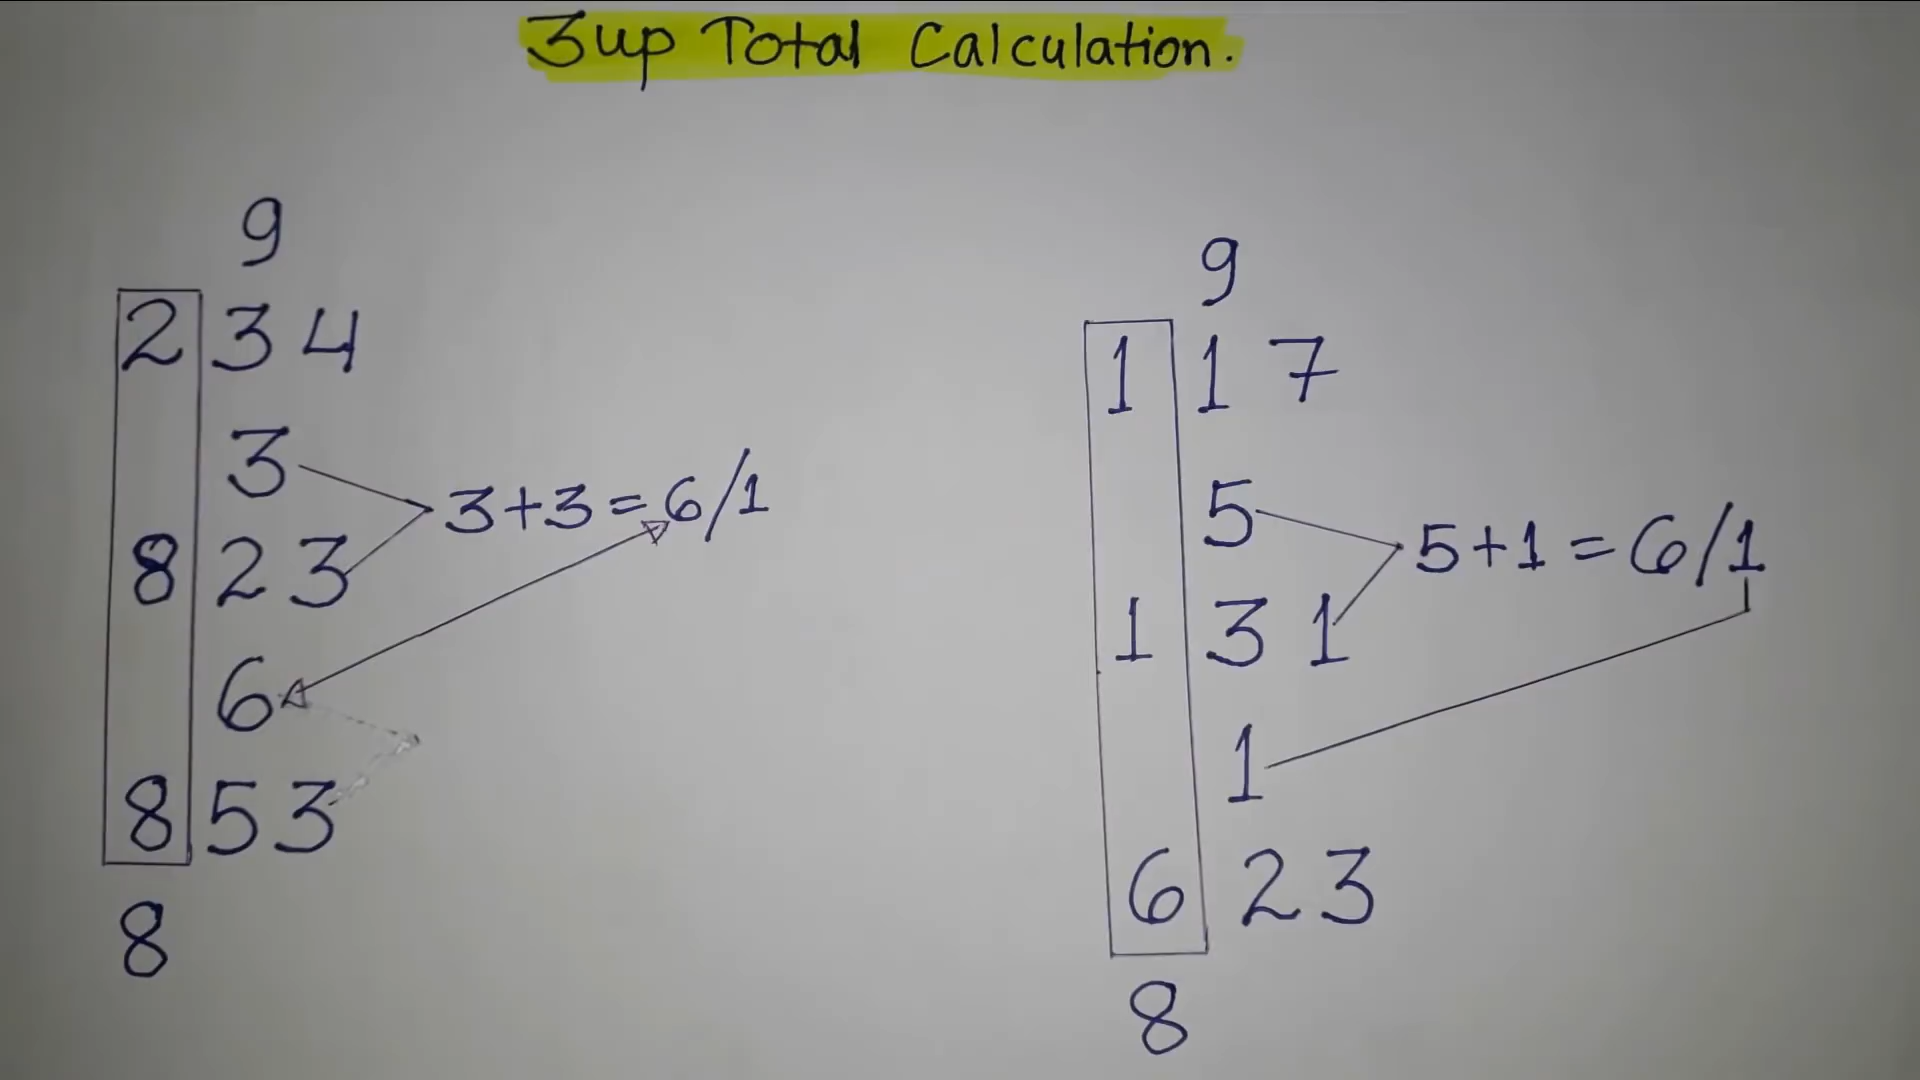 3up Total Calculation.
9
2 3 4
3
3+3=6/1
8 2 3
6
8 5 3
8
9
1 1 7
5
5+1=6/1
1 3 1
1
6 2 3
8